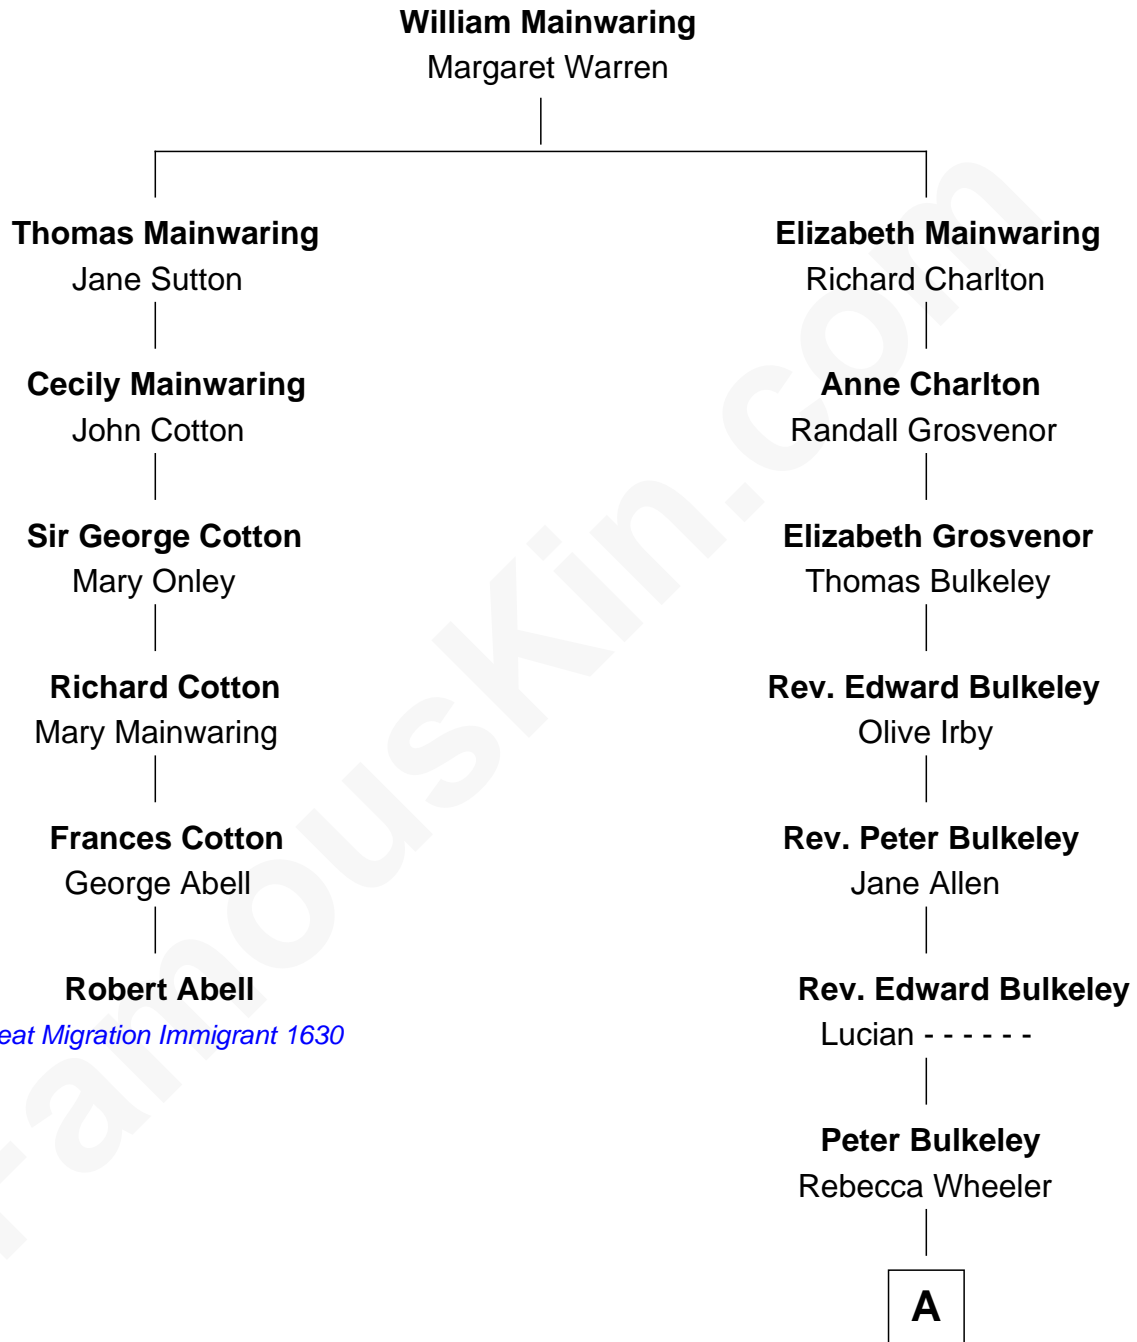 William Mainwaring
Margaret Warren
Thomas Mainwaring
Jane Sutton
Cecily Mainwaring
John Cotton
Sir George Cotton
Mary Onley
Richard Cotton
Mary Mainwaring
Frances Cotton
George Abell
Robert Abell
eat Migration Immigrant 1630
Elizabeth Mainwaring
Richard Charlton
Anne Charlton
Randall Grosvenor
Elizabeth Grosvenor
Thomas Bulkeley
Rev. Edward Bulkeley
Olive Irby
Rev. Peter Bulkeley
Jane Allen
Rev. Edward Bulkeley
Lucian - - - - - -
Peter Bulkeley
Rebecca Wheeler
A
FamousKin.com